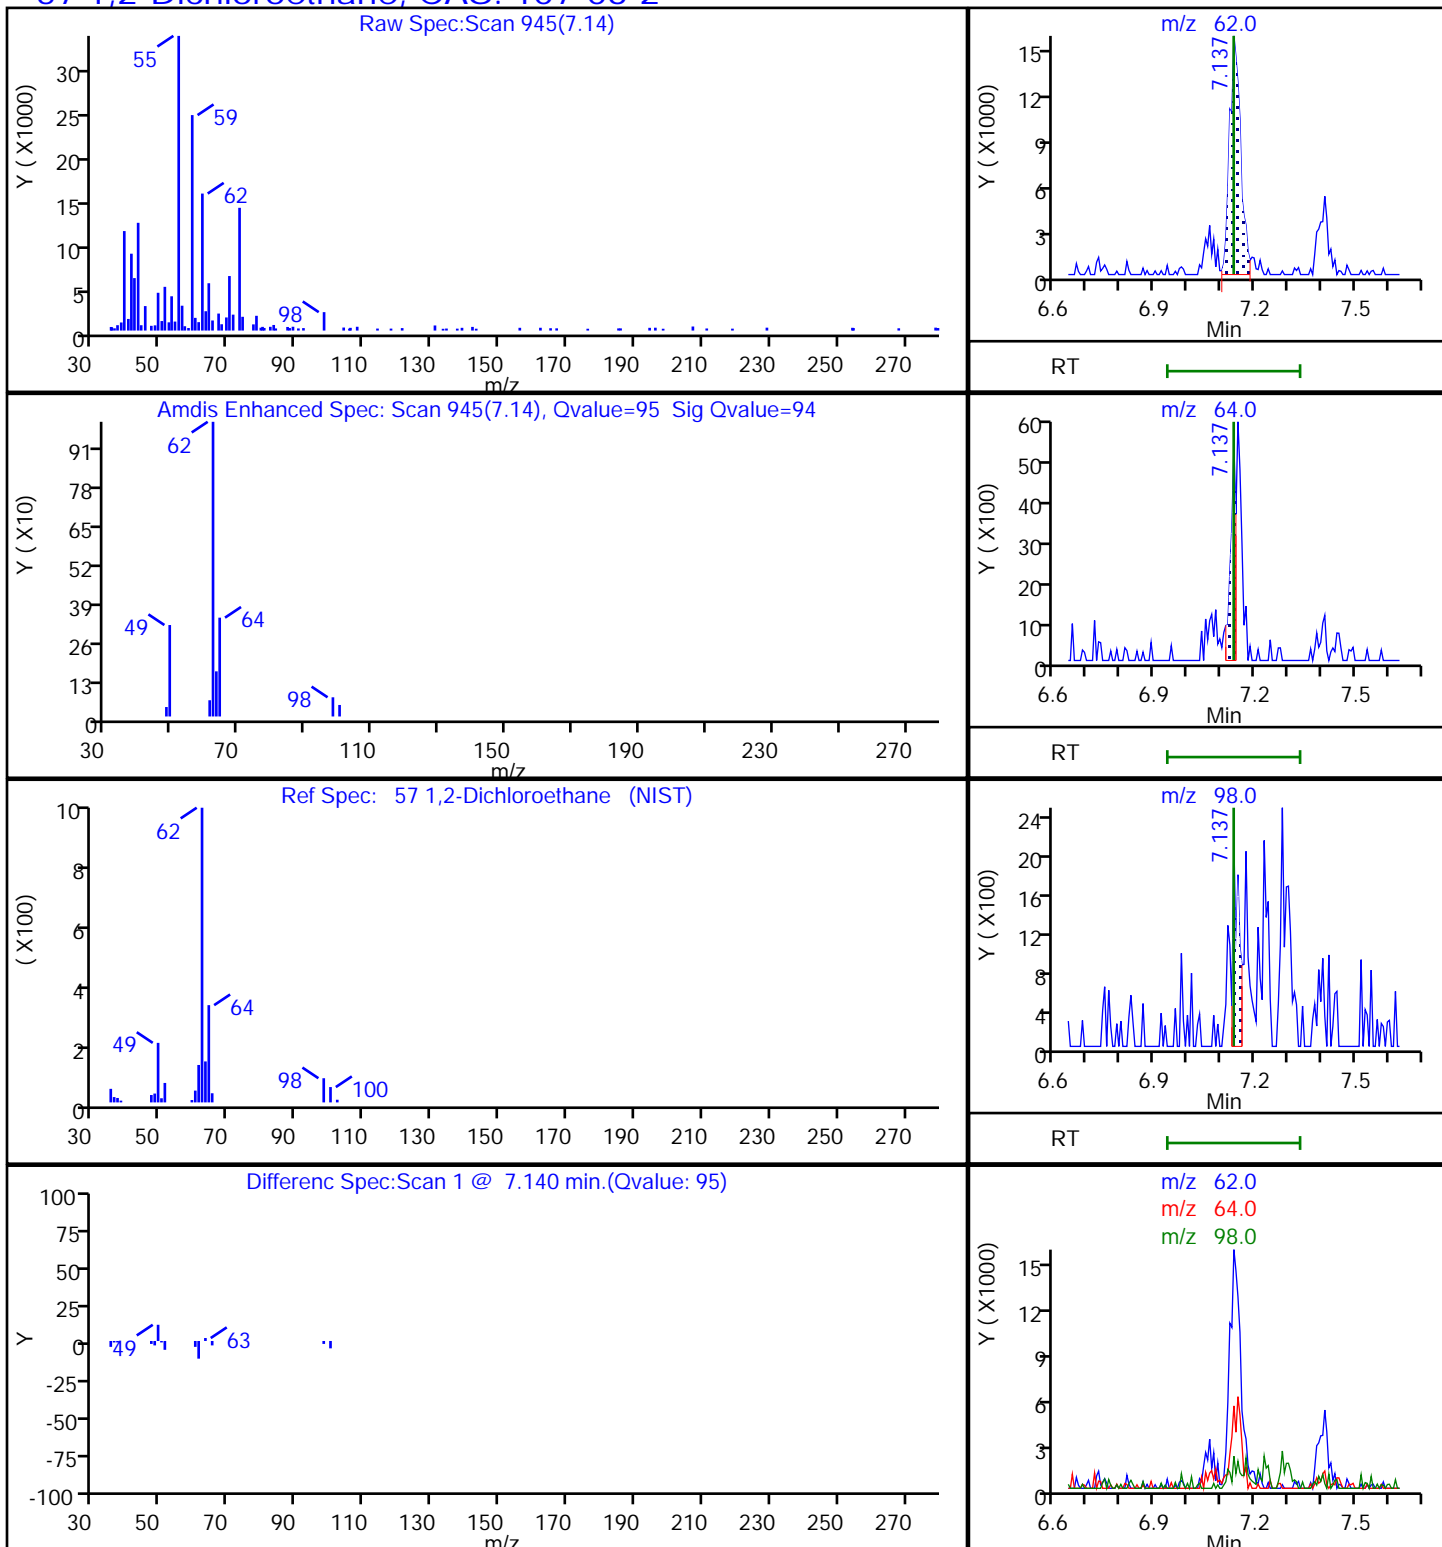 57 1,2-Dichloroethane, CAS: 107-06-2
Raw Spec:Scan 945(7.14)
Y ( X1000)
30
25
20
15
10
5
0
55
59
62
98
30 50 70 90 110 130 150 170 190 210 230 250 270
m/z
m/z 62.0
Y ( X1000)
15
12
9
6
3
0
7.137
6.6 6.9 7.2 7.5
Min
RT
Amdis Enhanced Spec: Scan 945(7.14), Qvalue=95 Sig Qvalue=94
Y ( X10)
91
78
65
52
39
26
13
0
62
49
64
98
30 70 110 150 190 230 270
m/z
m/z 64.0
Y ( X100)
60
50
40
30
20
10
0
7.137
6.6 6.9 7.2 7.5
Min
RT
Ref Spec: 57 1,2-Dichloroethane (NIST)
( X100)
10
8
6
4
2
0
62
49
64
98
100
30 50 70 90 110 130 150 170 190 210 230 250 270
m/z 98.0
Y ( X100)
24
20
16
12
8
4
0
7.137
6.6 6.9 7.2 7.5
Min
RT
Differenc Spec:Scan 1 @ 7.140 min.(Qvalue: 95)
Y
100
75
50
25
0
-25
-50
-75
-100
49
63
30 50 70 90 110 130 150 170 190 210 230 250 270
m/z
m/z 62.0
m/z 64.0
m/z 98.0
Y ( X1000)
15
12
9
6
3
0
6.6 6.9 7.2 7.5
Min